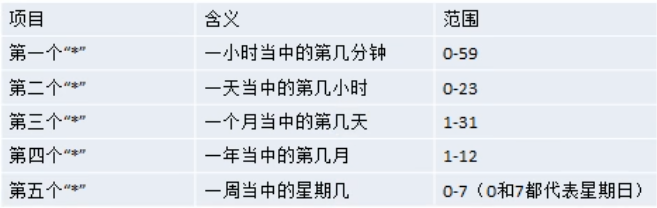 项目 含义 范围
第一个“*” 一小时当中的第几分钟 0-59
第二个“*” 一天当中的第几小时 0-23
第三个“*” 一个月当中的第几天 1-31
第四个“*” 一年当中的第几月 1-12
第五个“*” 一周当中的星期几 0-7（0和7都代表星期日）